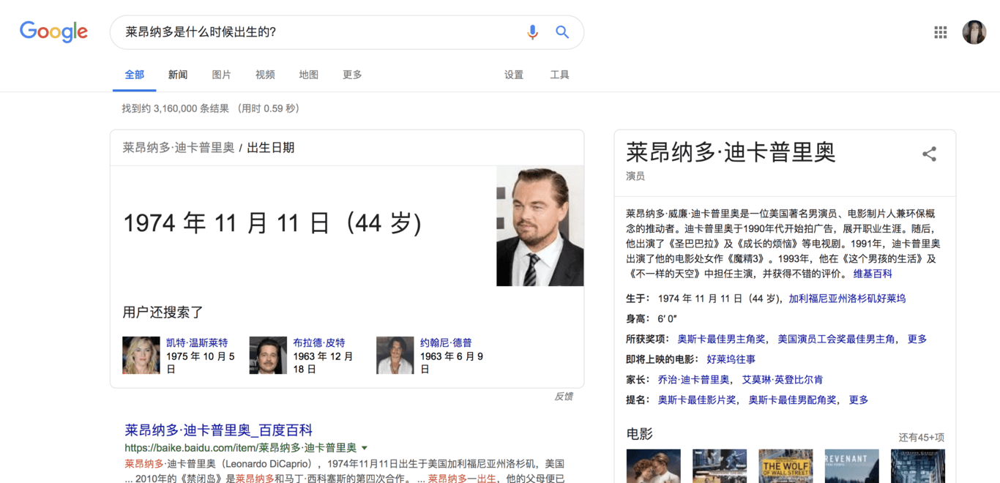 Google
莱昂纳多是什么时候出生的?
全部 新闻 图片 视频 地图 更多 设置 工具
找到约 3,160,000 条结果 （用时 0.59 秒）
莱昂纳多·迪卡普里奥 / 出生日期
1974 年 11 月 11 日（44 岁)
用户还搜索了
凯特·温斯莱特
1975 年 10 月 5
日
布拉德·皮特
1963 年 12 月
18 日
约翰尼·德普
1963 年 6 月 9
日
反馈
莱昂纳多·迪卡普里奥_百度百科
https://baike.baidu.com/item/莱昂纳多·迪卡普里奥
莱昂纳多·迪卡普里奥（Leonardo DiCaprio），1974年11月11日出生于美国加利福尼亚州洛杉矶，美国
... 2010年的《禁闭岛》是莱昂纳多和马丁·西科塞斯的第四次合作。 ... 莱昂纳多一出生，他的父母便已
莱昂纳多·迪卡普里奥
演员
莱昂纳多·威廉·迪卡普里奥是一位美国著名男演员、电影制片人兼环保概
念的推动者。迪卡普里奥于1990年代开始拍广告，展开职业生涯。随后，
他出演了《圣巴巴拉》及《成长的烦恼》等电视剧。1991年，迪卡普里奥
出演了他的电影处女作《魔精3》。1993年，他在《这个男孩的生活》及
《不一样的天空》中担任主演，并获得不错的评价。 维基百科
生于： 1974 年 11 月 11 日（44 岁)，加利福尼亚州洛杉矶好莱坞
身高： 6′ 0″
所获奖项： 奥斯卡最佳男主角奖， 美国演员工会奖最佳男主角， 更多
即将上映的电影： 好莱坞往事
家长： 乔治·迪卡普里奥， 艾莫琳·英登比尔肯
提名： 奥斯卡最佳影片奖， 奥斯卡最佳男配角奖， 更多
电影
还有45+项
THE WOLF
OF WALL STREET
REVENANT